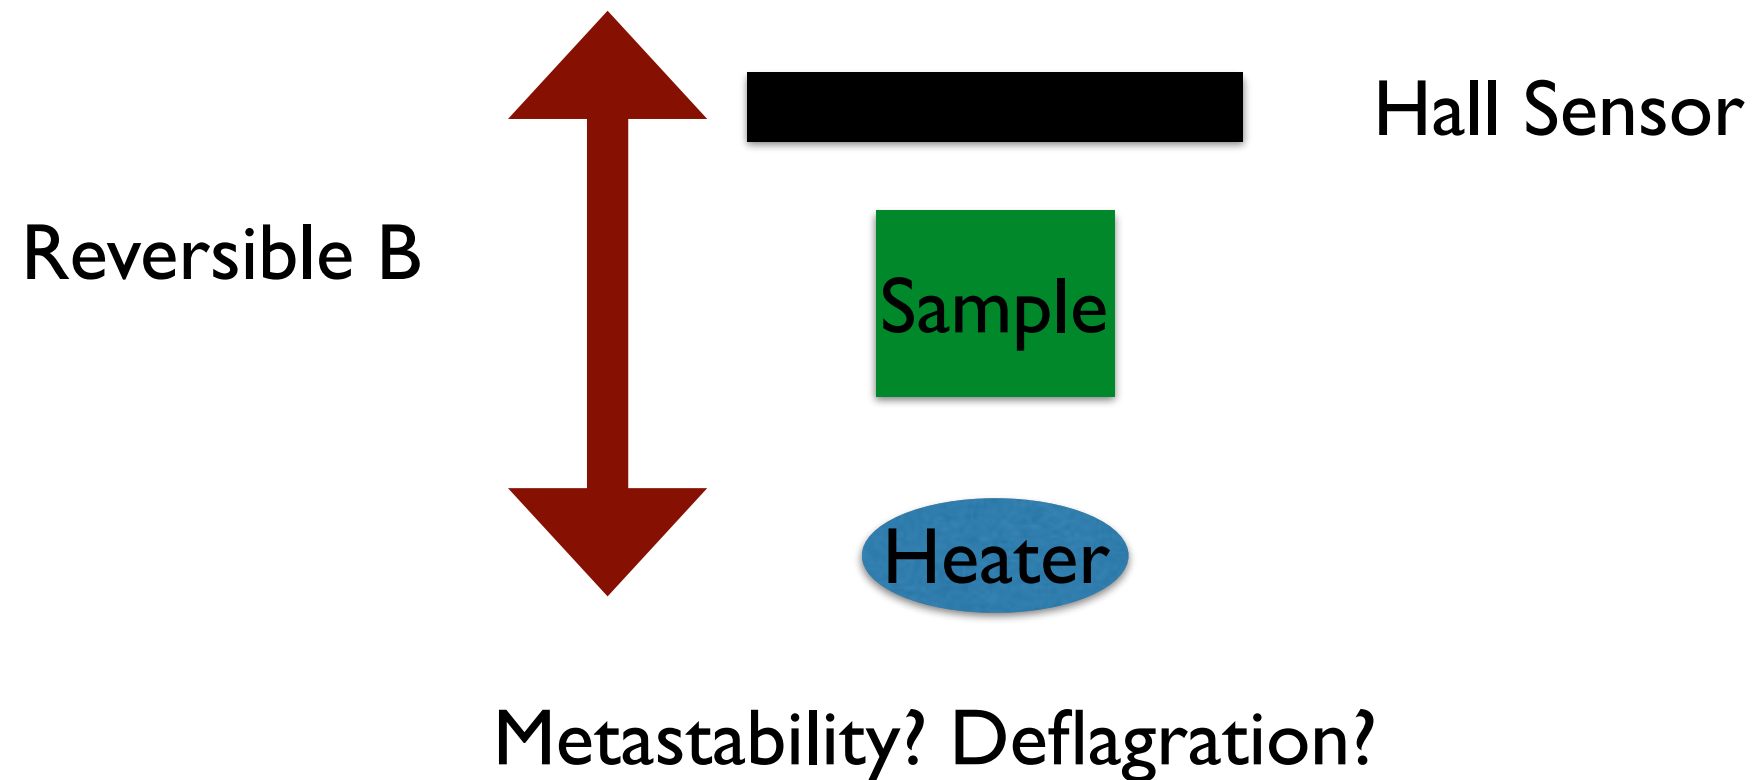 Hall Sensor
Reversible B
Sample
Heater
Metastability? Deflagration?